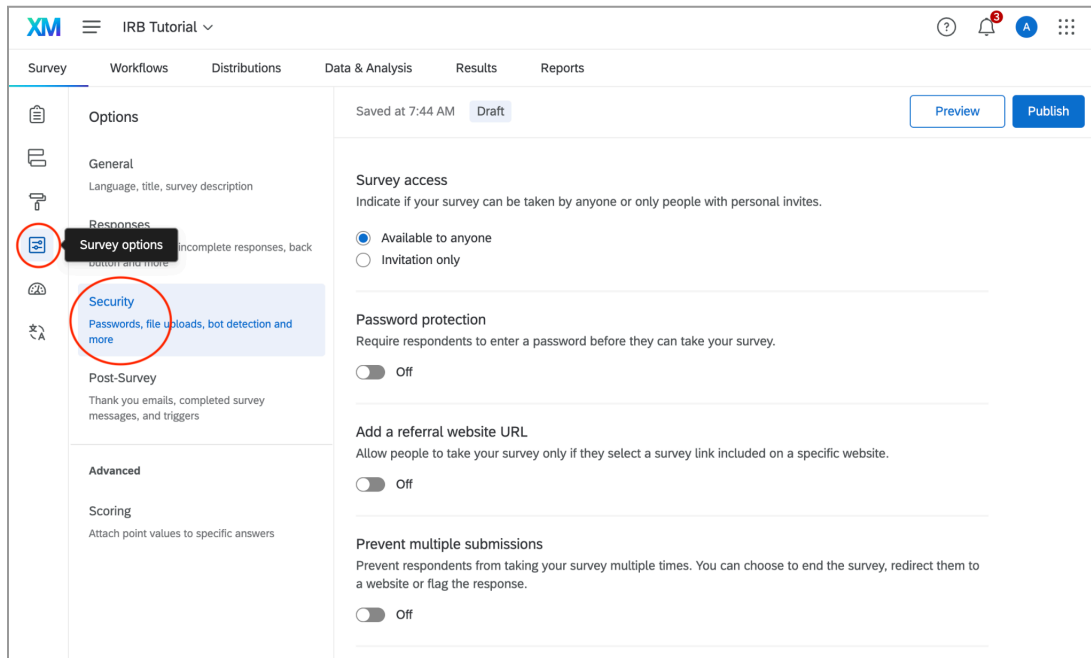 XM
IRB Tutorial
3
A
Survey
Workflows
Distributions
Data & Analysis
Results
Reports
Options
General
Language, title, survey description
Responses
Survey options
incomplete responses, back
button and more
Security
Passwords, file uploads, bot detection and
more
Post-Survey
Thank you emails, completed survey
messages, and triggers
Advanced
Scoring
Attach point values to specific answers
Saved at 7:44 AM
Draft
Preview
Publish
Survey access
Indicate if your survey can be taken by anyone or only people with personal invites.
Available to anyone
Invitation only
Password protection
Require respondents to enter a password before they can take your survey.
Off
Add a referral website URL
Allow people to take your survey only if they select a survey link included on a specific website.
Off
Prevent multiple submissions
Prevent respondents from taking your survey multiple times. You can choose to end the survey, redirect them to
a website or flag the response.
Off